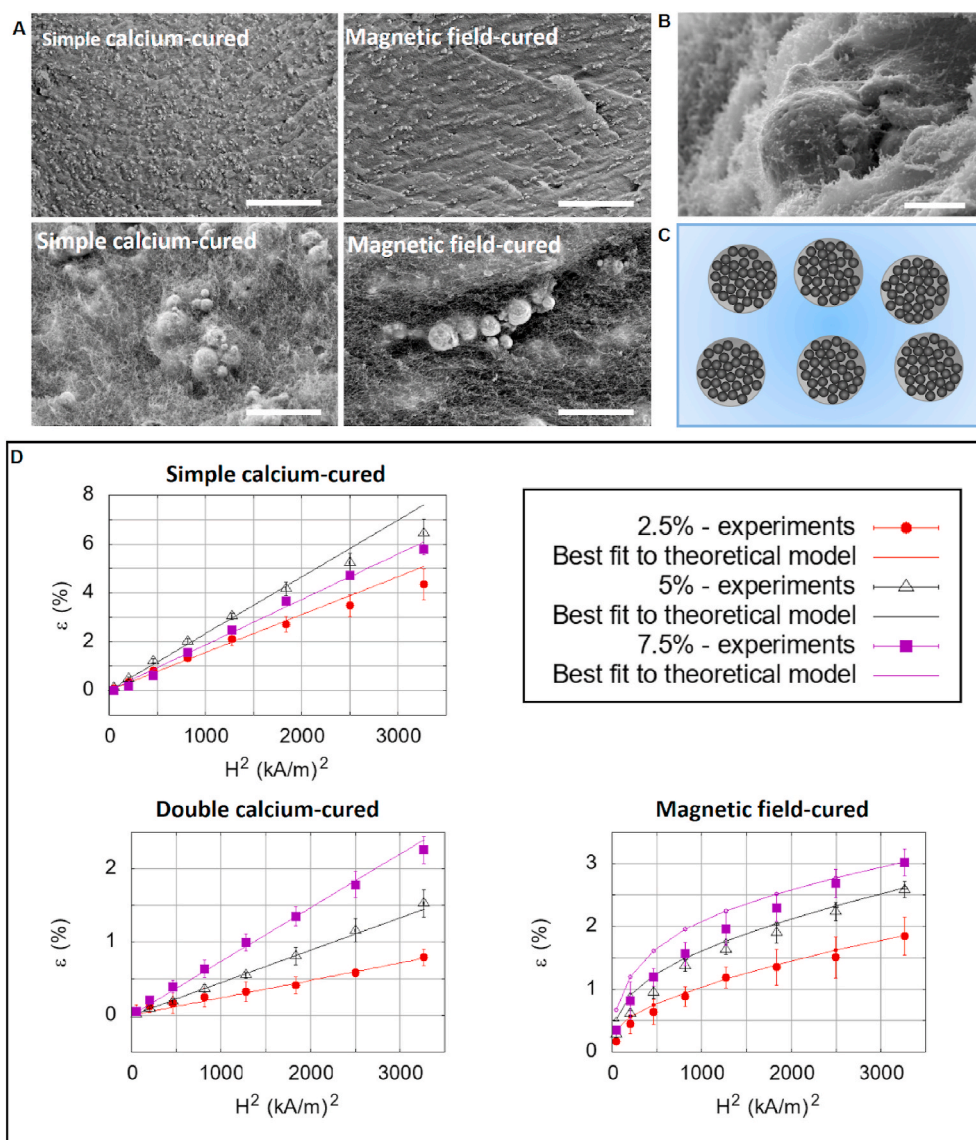 A
Simple calcium-cured
Magnetic field-cured
B
Simple calcium-cured
Magnetic field-cured
C
D
Simple calcium-cured
8
6
4
2
0
ε (%)
0
1000
2000
3000
H² (kA/m)²
2.5% - experiments
Best fit to theoretical model
5% - experiments
Best fit to theoretical model
7.5% - experiments
Best fit to theoretical model
Double calcium-cured
2
1
0
ε (%)
0
1000
2000
3000
H² (kA/m)²
Magnetic field-cured
3
2
1
0
ε (%)
0
1000
2000
3000
H² (kA/m)²